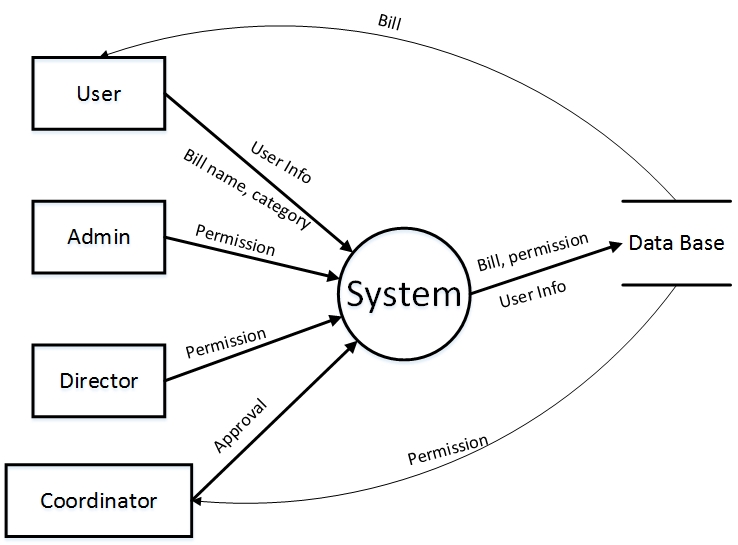 Bill
User
User Info
Bill name, category
Admin
Permission
System
Bill, permission
User Info
Data Base
Director
Permission
Approval
Permission
Coordinator